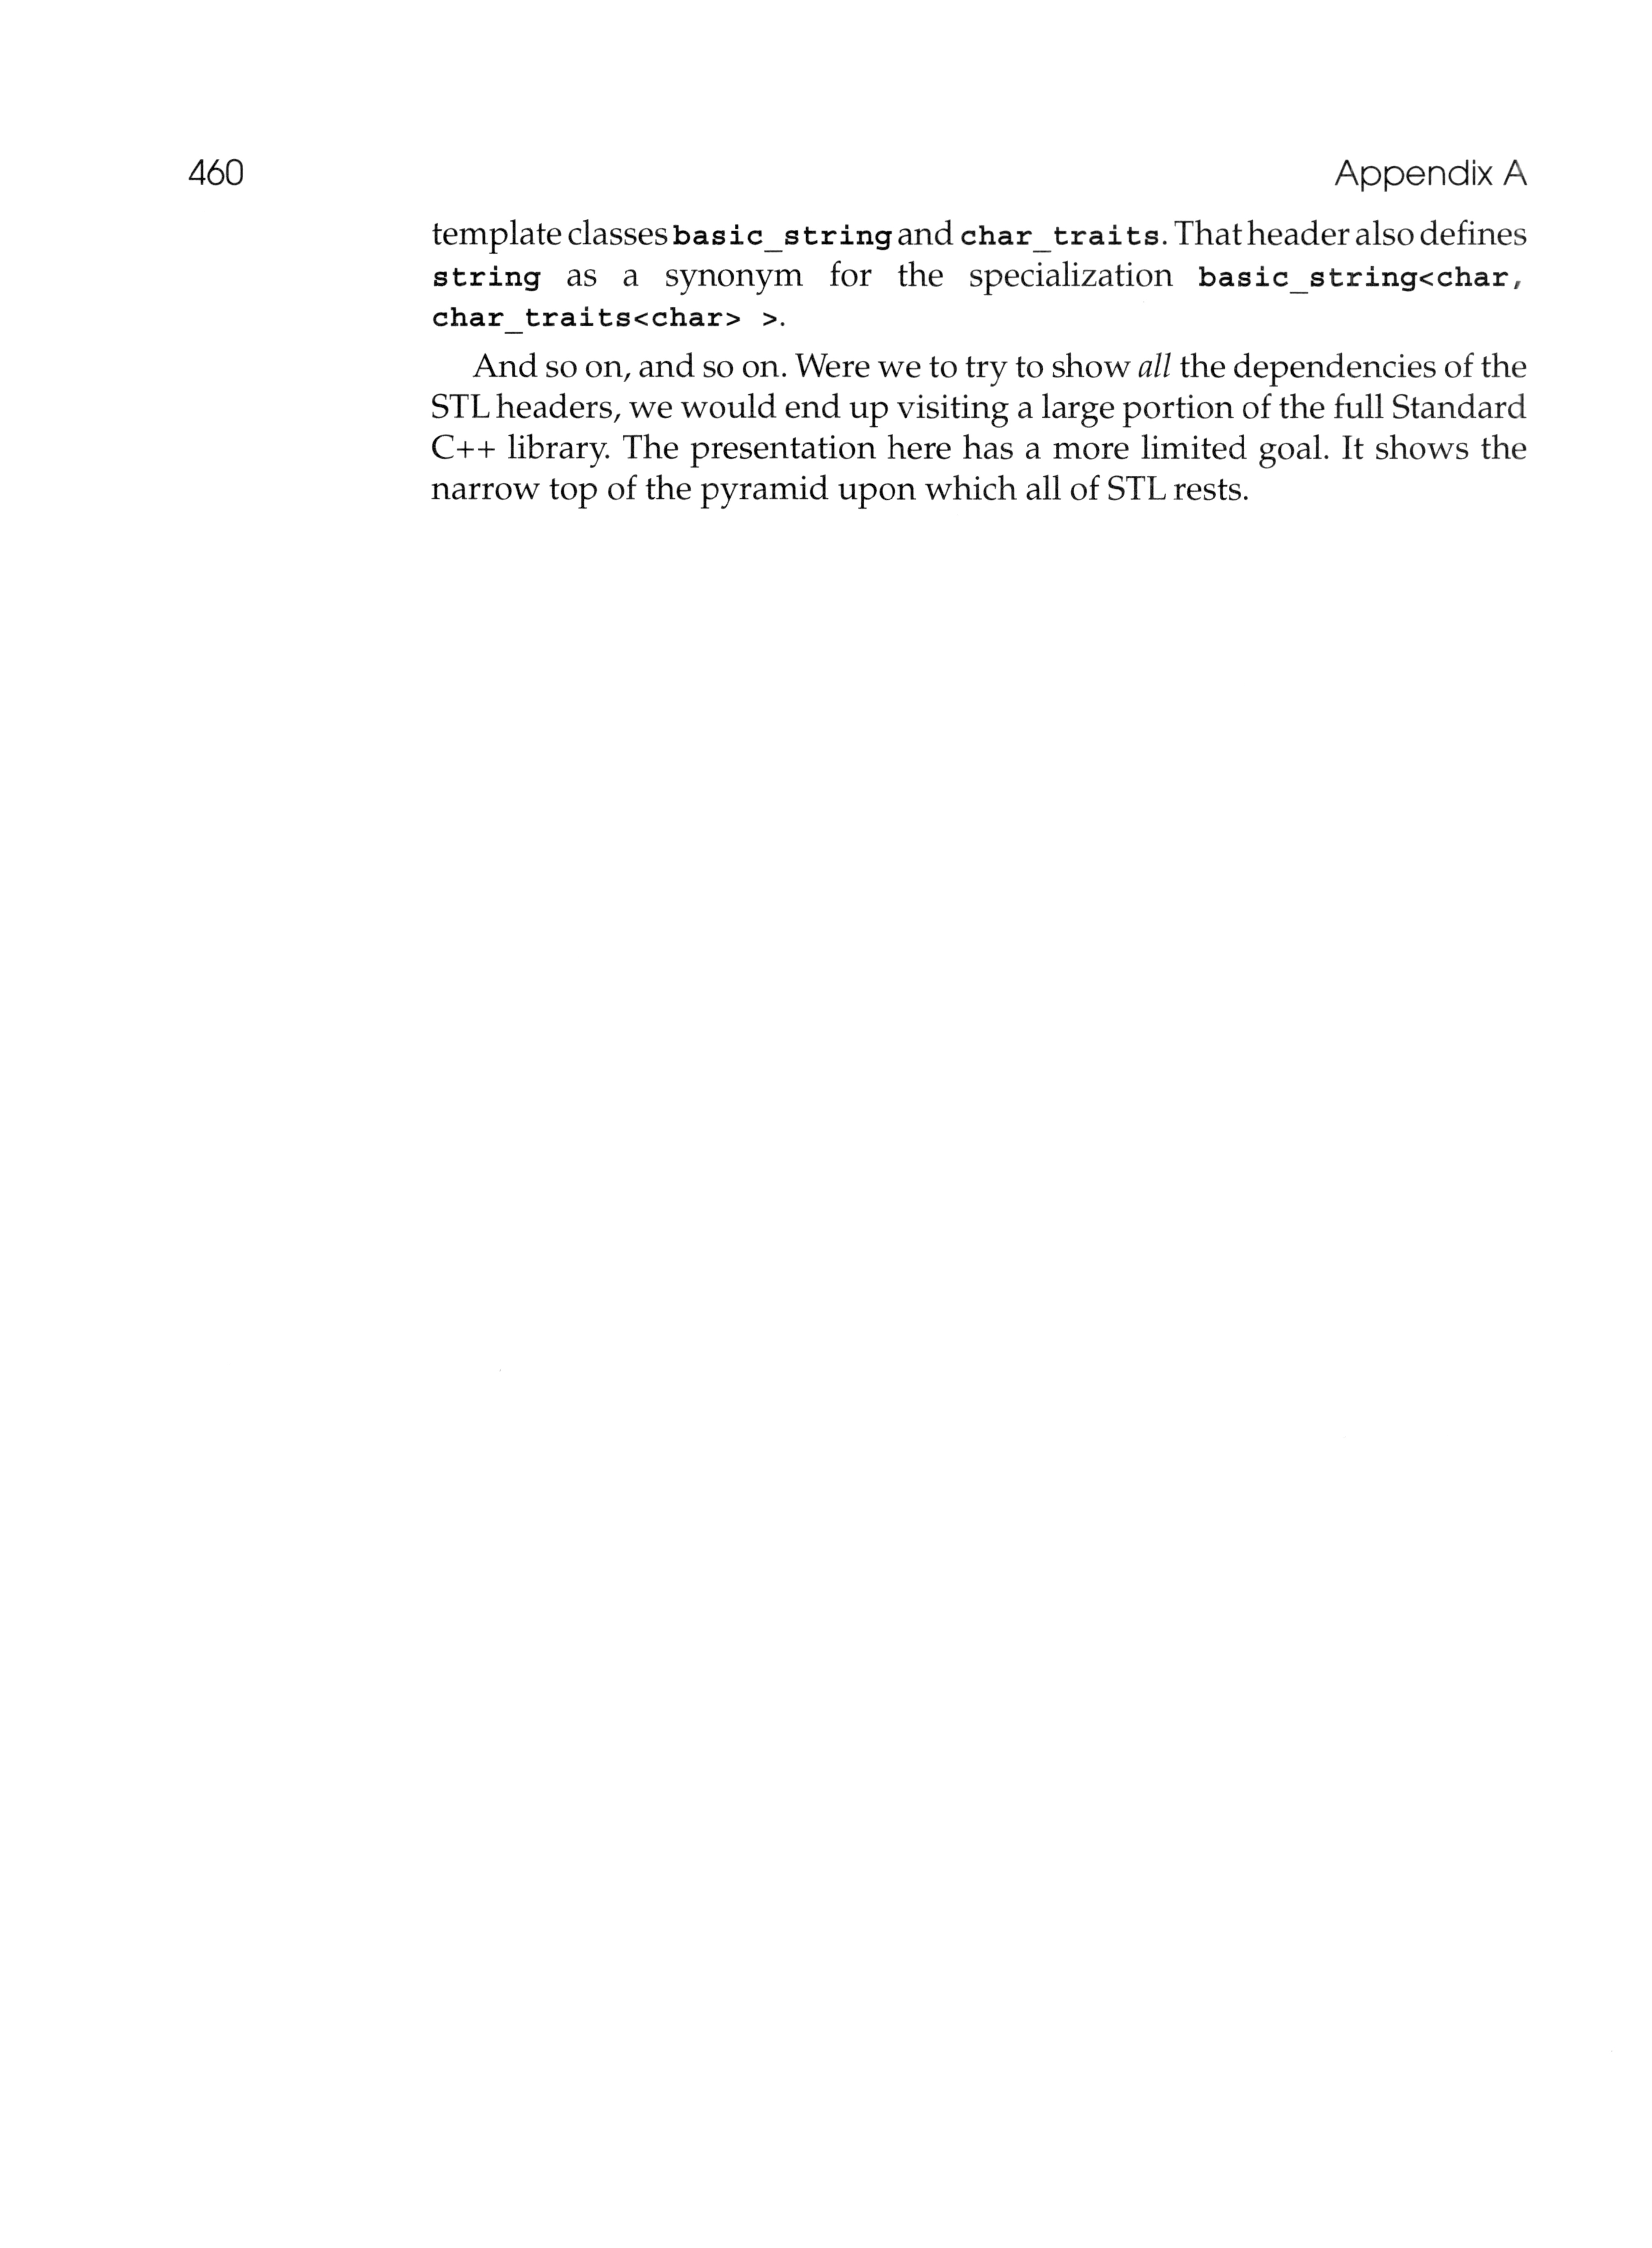 460
Appendix A
template classes basic_string and char_traits. That header also defines
string as a synonym for the specialization basic_string<char,
char_traits<char> >.
And so on, and so on. Were we to try to show all the dependencies of the
STL headers, we would end up visiting a large portion of the full Standard
C++ library. The presentation here has a more limited goal. It shows the
narrow top of the pyramid upon which all of STL rests.